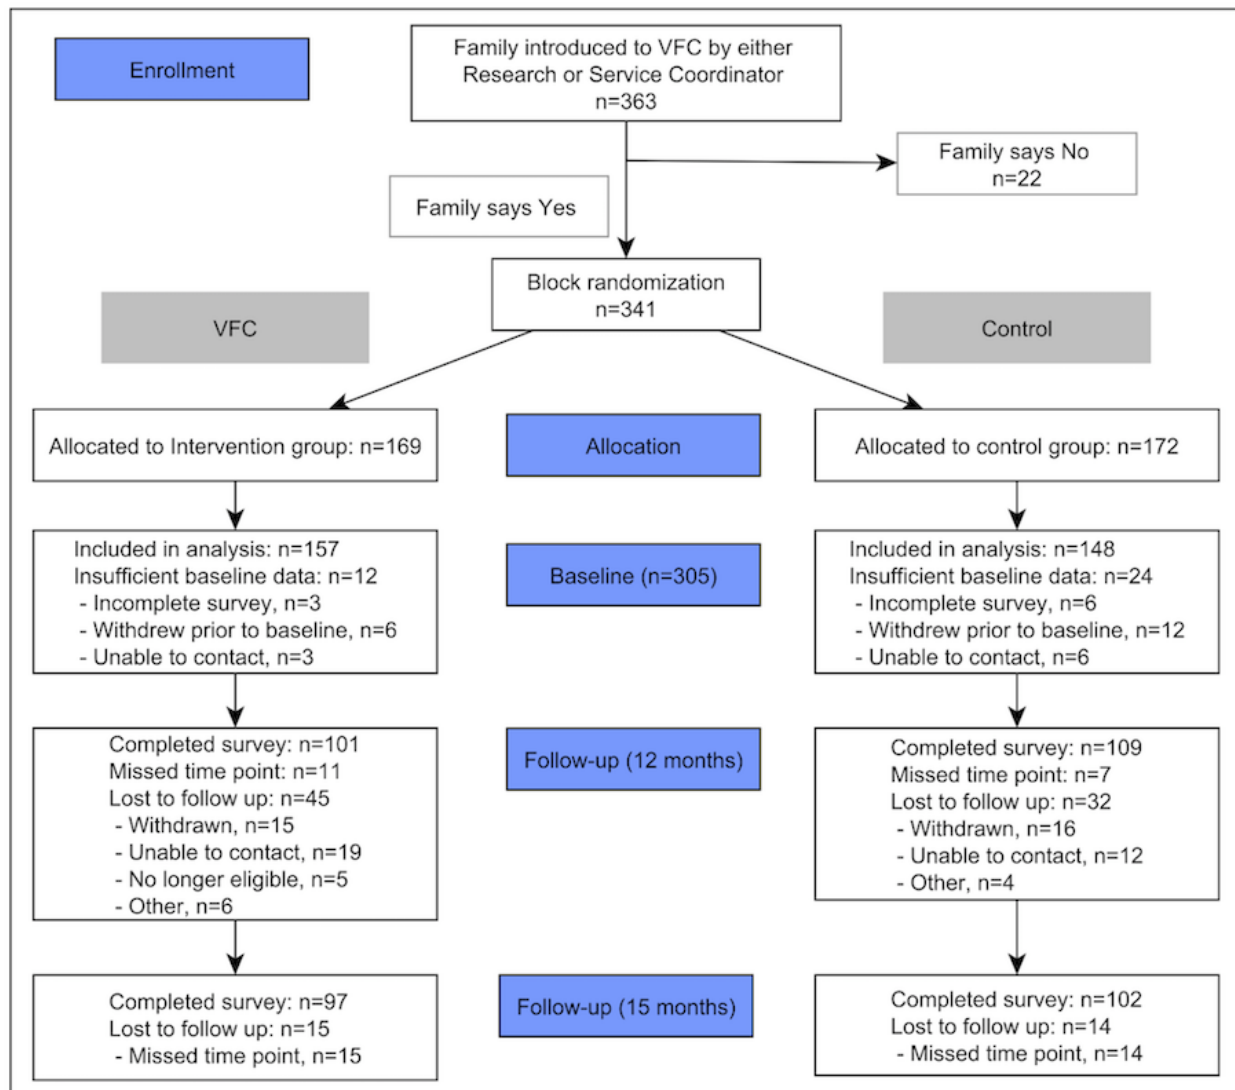 Enrollment
Family introduced to VFC by either
Research or Service Coordinator
n=363
Family says No
n=22
Family says Yes
Block randomization
n=341
VFC
Control
Allocated to Intervention group: n=169
Allocation
Allocated to control group: n=172
Included in analysis: n=157
Insufficient baseline data: n=12
- Incomplete survey, n=3
- Withdrew prior to baseline, n=6
- Unable to contact, n=3
Baseline (n=305)
Included in analysis: n=148
Insufficient baseline data: n=24
- Incomplete survey, n=6
- Withdrew prior to baseline, n=12
- Unable to contact, n=6
Completed survey: n=101
Missed time point: n=11
Lost to follow up: n=45
- Withdrawn, n=15
- Unable to contact, n=19
- No longer eligible, n=5
- Other, n=6
Follow-up (12 months)
Completed survey: n=109
Missed time point: n=7
Lost to follow up: n=32
- Withdrawn, n=16
- Unable to contact, n=12
- Other, n=4
Completed survey: n=97
Lost to follow up: n=15
- Missed time point, n=15
Follow-up (15 months)
Completed survey: n=102
Lost to follow up: n=14
- Missed time point, n=14